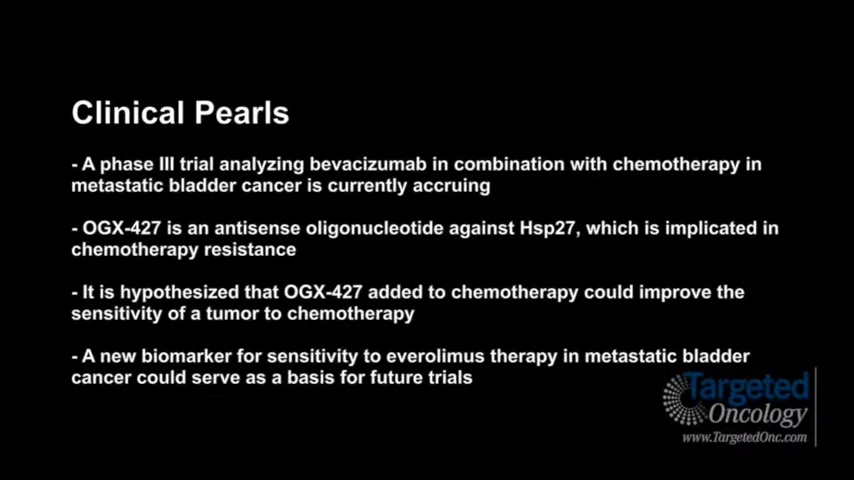 Clinical Pearls
- A phase III trial analyzing bevacizumab in combination with chemotherapy in
metastatic bladder cancer is currently accruing
- OGX-427 is an antisense oligonucleotide against Hsp27, which is implicated in
chemotherapy resistance
- It is hypothesized that OGX-427 added to chemotherapy could improve the
sensitivity of a tumor to chemotherapy
- A new biomarker for sensitivity to everolimus therapy in metastatic bladder
cancer could serve as a basis for future trials
Targeted
Oncology
www.TargetedOnc.com